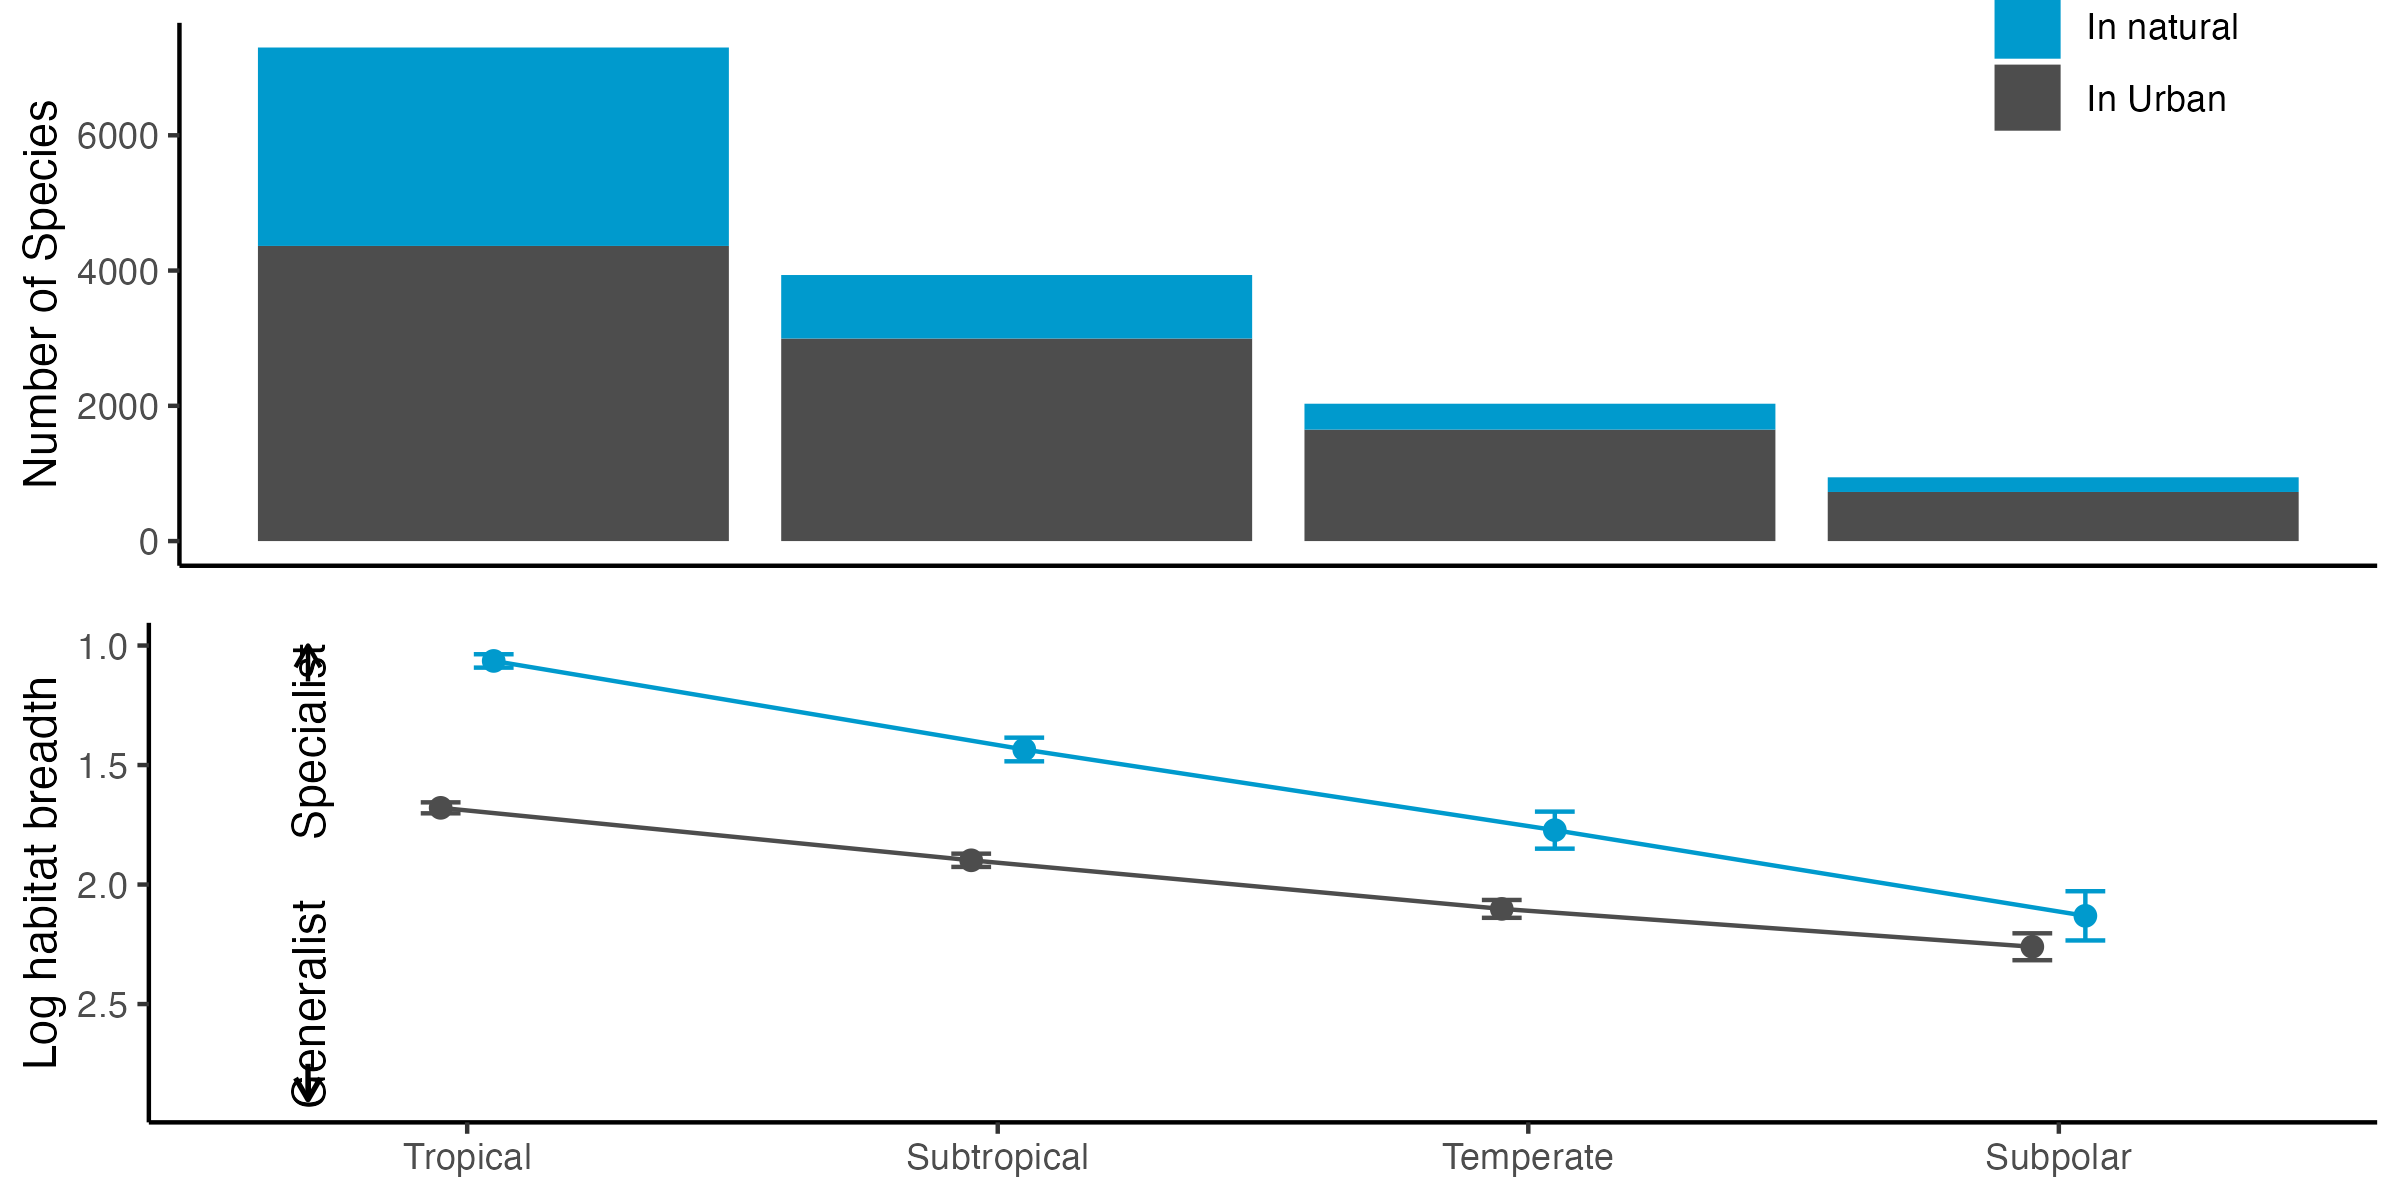 In natural
In Urban
Number of Species
6000
4000
2000
0
Log habitat breadth
1.0
1.5
2.0
2.5
Specialist
Generalist
Tropical
Subtropical
Temperate
Subpolar